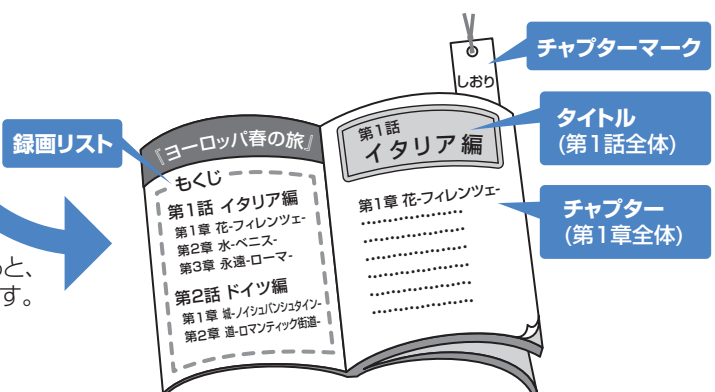 チャプターマーク
しおり
タイトル
(第1話全体)
録画リスト
『ヨーロッパ春の旅』
もくじ
第1話 イタリア編
第1章 花-フィレンツェ-
第2章 水-ベニス-
第3章 永遠-ローマ-
第2話 ドイツ編
第1章 城-ノイシュバンシュタイン-
第2章 道-ロマンティック街道-
第1話
イタリア編
第1章 花-フィレンツェ-
チャプター
(第1章全体)
と、
す。